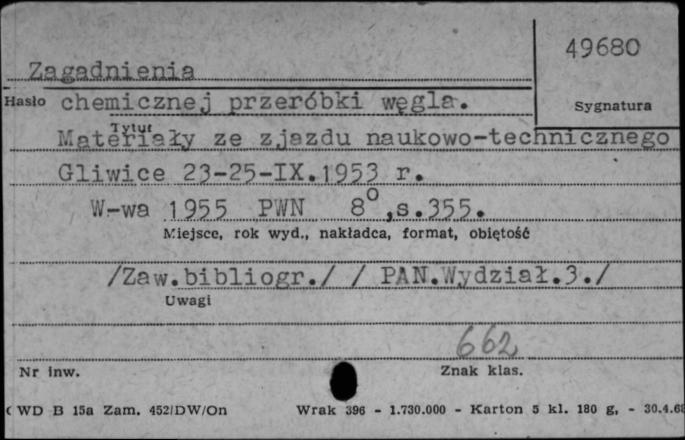 49680
Zagadnienia
Hasło chemicznej przeróbki węgla.
Sygnatura
Tytuł
Materiały ze zjazdu naukowo-technicznego
Gliwice 23-25-IX.1953 r.
W-wa 1955 PWN 8°,s.355.
Miejsce, rok wyd., nakładca, format, obiętość
/Zaw.bibliogr./ / PAN.Wydział.3./
Uwagi
662
Nr inw.
Znak klas.
WD B 15a Zam. 452/DW/On Wrak 396 - 1.730.000 - Karton 5 kl. 180 g, - 30.4.68